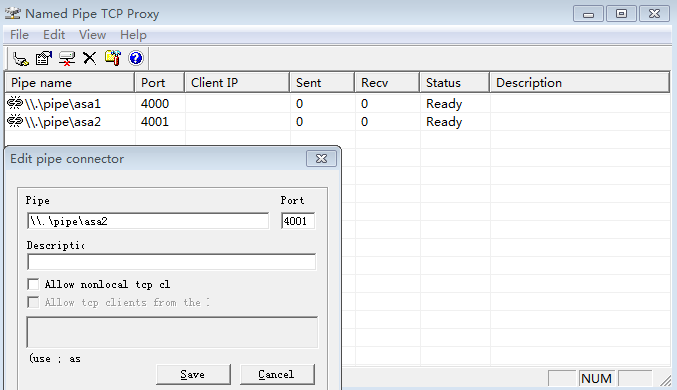 Named Pipe TCP Proxy
File Edit View Help
Pipe name Port Client IP Sent Recv Status Description
\\.\pipe\asa1 4000 0 0 Ready
\\.\pipe\asa2 4001 0 0 Ready
Edit pipe connector
Pipe Port
\\.\pipe\asa2 4001
Descriptic
Allow nonlocal tcp cl
Allow tcp clients from the
(use ; as
Save Cancel
NUM